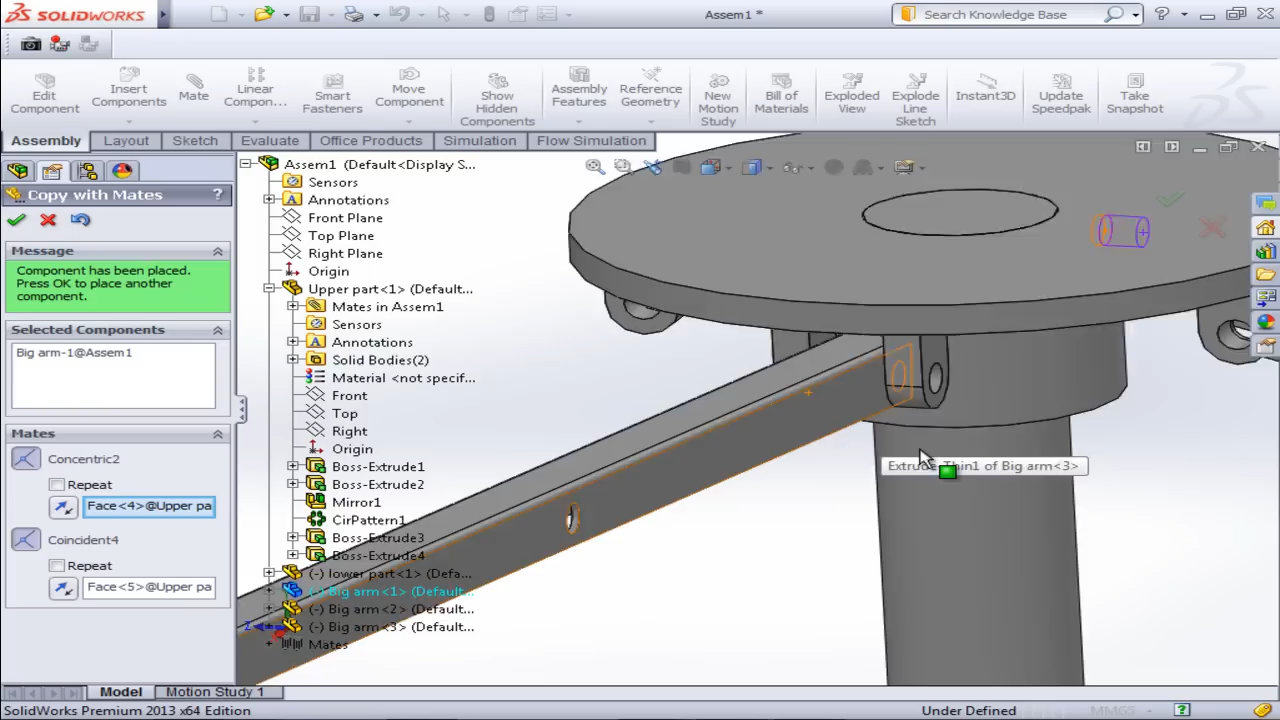 SOLIDWORKS
Assem1 *
Search Knowledge Base
Edit Component
Insert Components
Mate
Linear Compon...
Smart Fasteners
Move Component
Show Hidden Components
Assembly Features
Reference Geometry
New Motion Study
Bill of Materials
Exploded View
Explode Line Sketch
Instant3D
Update Speedpak
Take Snapshot
Assembly
Layout
Sketch
Evaluate
Office Products
Simulation
Flow Simulation
Copy with Mates
?
Message
Component has been placed.
Press OK to place another
component.
Selected Components
Big arm-1@Assem1
Mates
Concentric2
Repeat
Face<4>@Upper pa
Coincident4
Repeat
Face<5>@Upper pa
Assem1 (Default<Display S...
Sensors
Annotations
Front Plane
Top Plane
Right Plane
Origin
Upper part<1> (Default...
Mates in Assem1
Sensors
Annotations
Solid Bodies(2)
Material <not specif...
Front
Top
Right
Origin
Boss-Extrude1
Boss-Extrude2
Mirror1
CirPattern1
Boss-Extrude3
Boss-Extrude4
(-) lower part<1> (Defa...
(-) Big arm<1> (Default...
(-) Big arm<2> (Default...
(-) Big arm<3> (Default...
Mates
Z
Thin1 of Big arm<3>
Model
Motion Study 1
SolidWorks Premium 2013 x64 Edition
Under Defined
MMGS